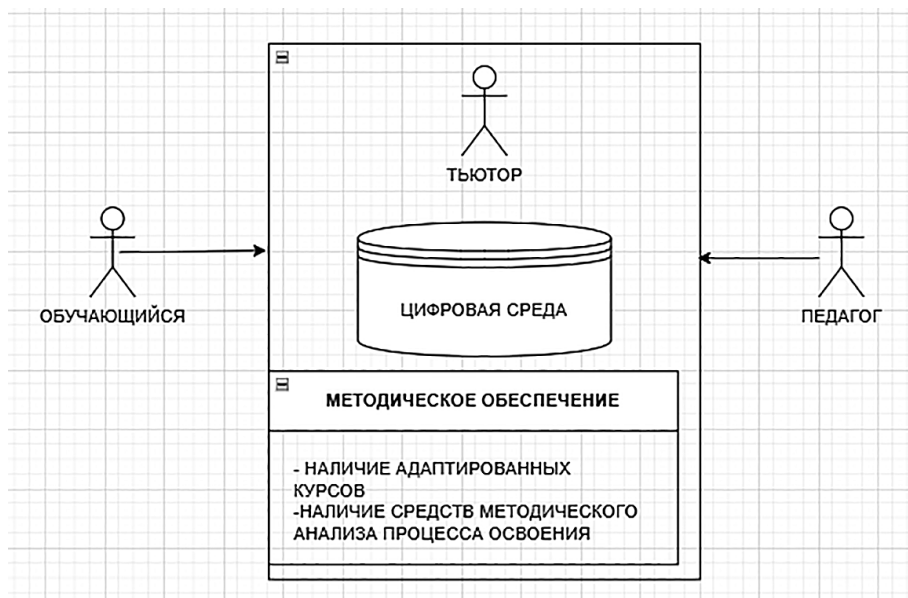 ТЬЮТОР
ОБУЧАЮЩИЙСЯ
ЦИФРОВАЯ СРЕДА
ПЕДАГОГ
МЕТОДИЧЕСКОЕ ОБЕСПЕЧЕНИЕ
- НАЛИЧИЕ АДАПТИРОВАННЫХ
КУРСОВ
-НАЛИЧИЕ СРЕДСТВ МЕТОДИЧЕСКОГО
АНАЛИЗА ПРОЦЕССА ОСВОЕНИЯ